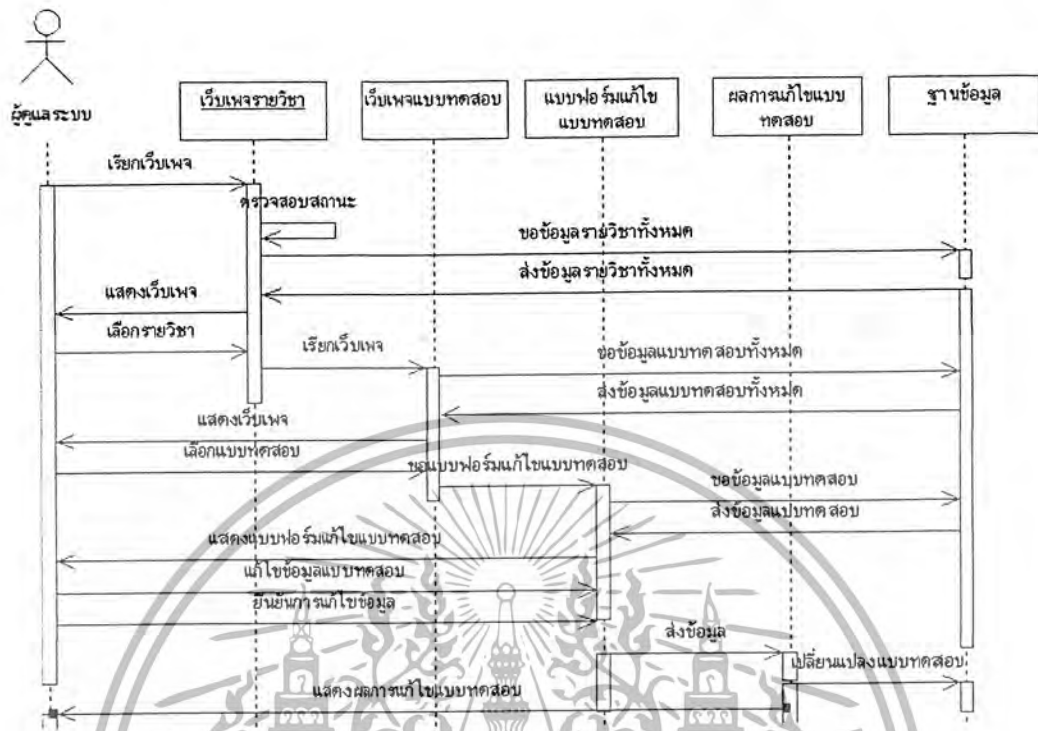 ผู้ดูแลระบบ
เว็บเพจรายวิชา
เว็บเพจแบบทดสอบ
แบบฟอร์มแก้ไข
แบบทดสอบ
ผลการแก้ไขแบบ
ทดสอบ
ฐานข้อมูล
เรียกเว็บเพจ
ตรวจสอบสถานะ
ขอข้อมูลรายวิชาทั้งหมด
ส่งข้อมูลรายวิชาทั้งหมด
แสดงเว็บเพจ
เลือกรายวิชา
เรียกเว็บเพจ
ขอข้อมูลแบบทดสอบทั้งหมด
ส่งข้อมูลแบบทดสอบทั้งหมด
แสดงเว็บเพจ
เลือกแบบทดสอบ
ขอแบบฟอร์มแก้ไขแบบทดสอบ
ขอข้อมูลแบบทดสอบ
ส่งข้อมูลแบบทดสอบ
แสดงแบบฟอร์มแก้ไขแบบทดสอบ
แก้ไขข้อมูลแบบทดสอบ
ยืนยันการแก้ไขข้อมูล
ส่งข้อมูล
เปลี่ยนแปลงแบบทดสอบ
แสดงผลการแก้ไขแบบทดสอบ